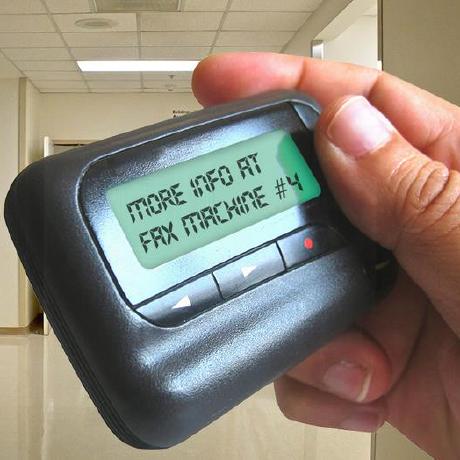 MORE INFO AT
FAX MACHINE #4